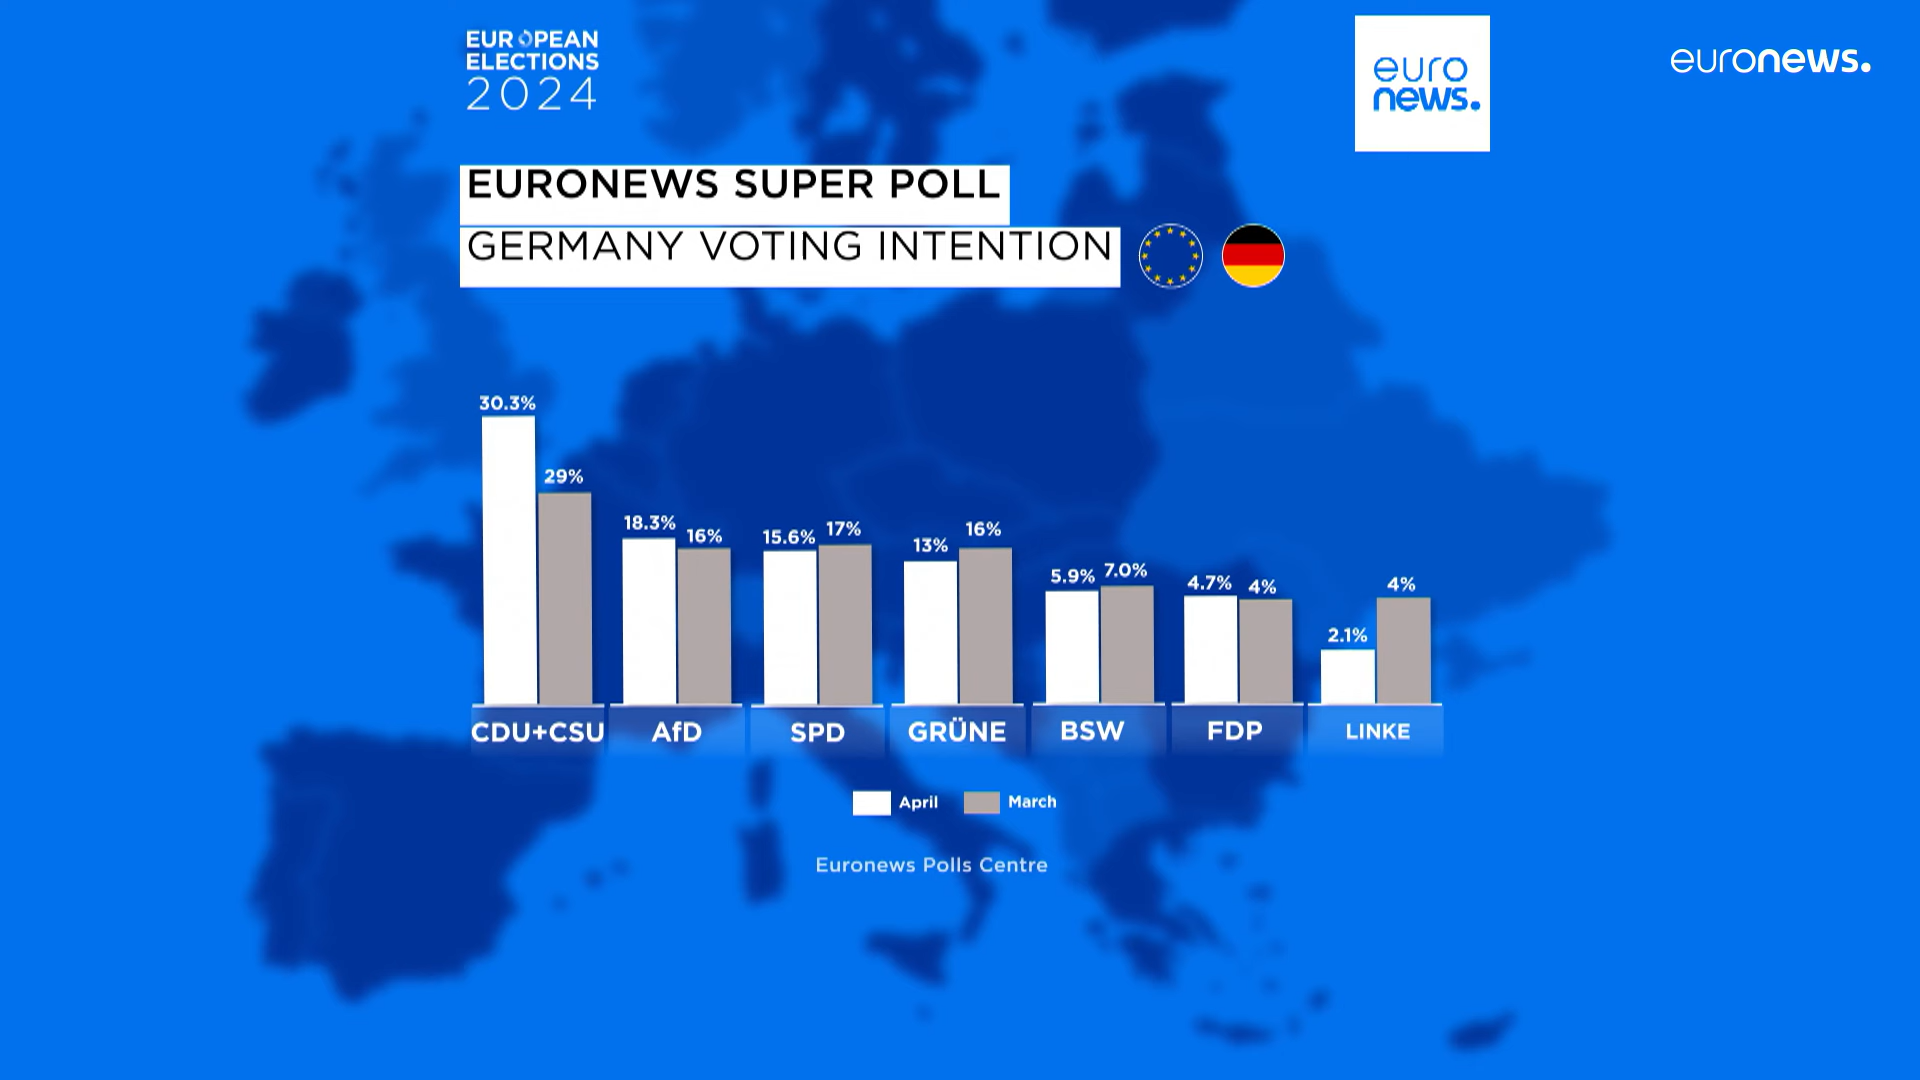 EUROPEAN
ELECTIONS
2024
euro
news.
euronews.
EURONEWS SUPER POLL
GERMANY VOTING INTENTION
30.3%
29%
18.3%
16%
15.6%
17%
13%
16%
5.9%
7.0%
4.7%
4%
2.1%
4%
CDU+CSU
AfD
SPD
GRÜNE
BSW
FDP
LINKE
April
March
Euronews Polls Centre